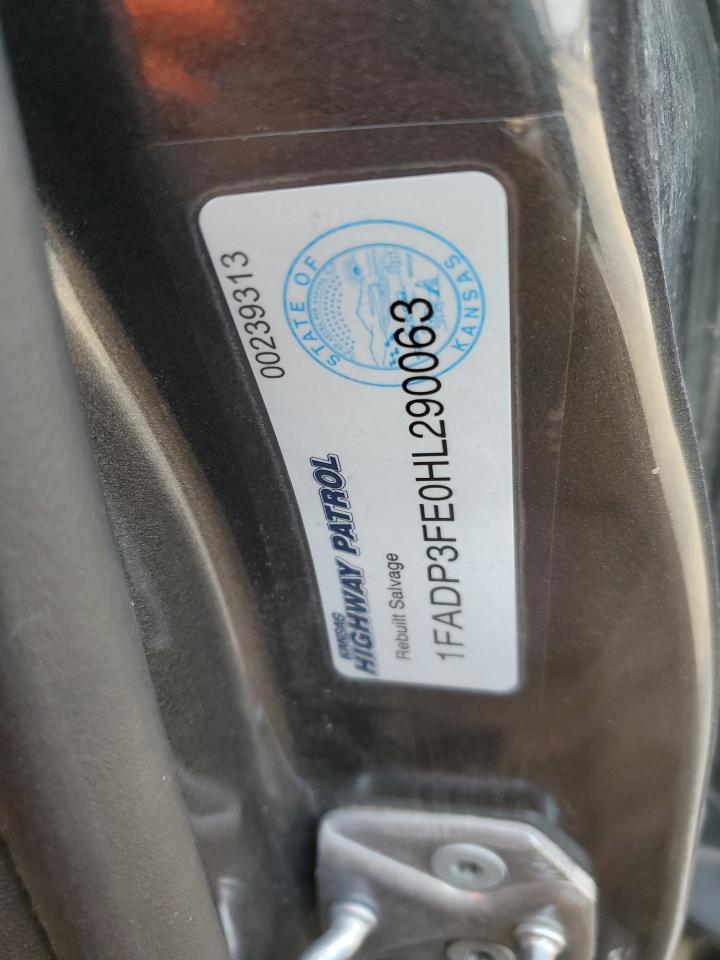 00239313
STATE OF
KANSAS
KANSAS
HIGHWAY PATROL
Rebuilt Salvage
1FADP3FE0HL290063